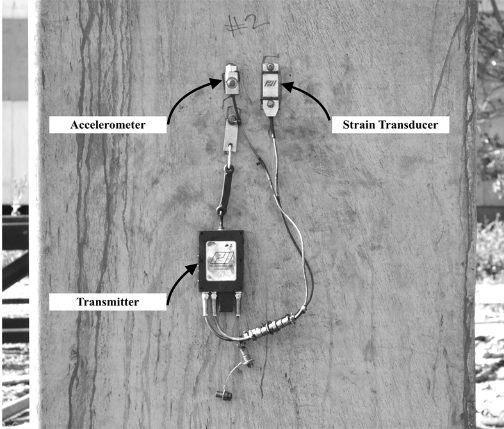 #2
Accelerometer
Strain Transducer
Transmitter